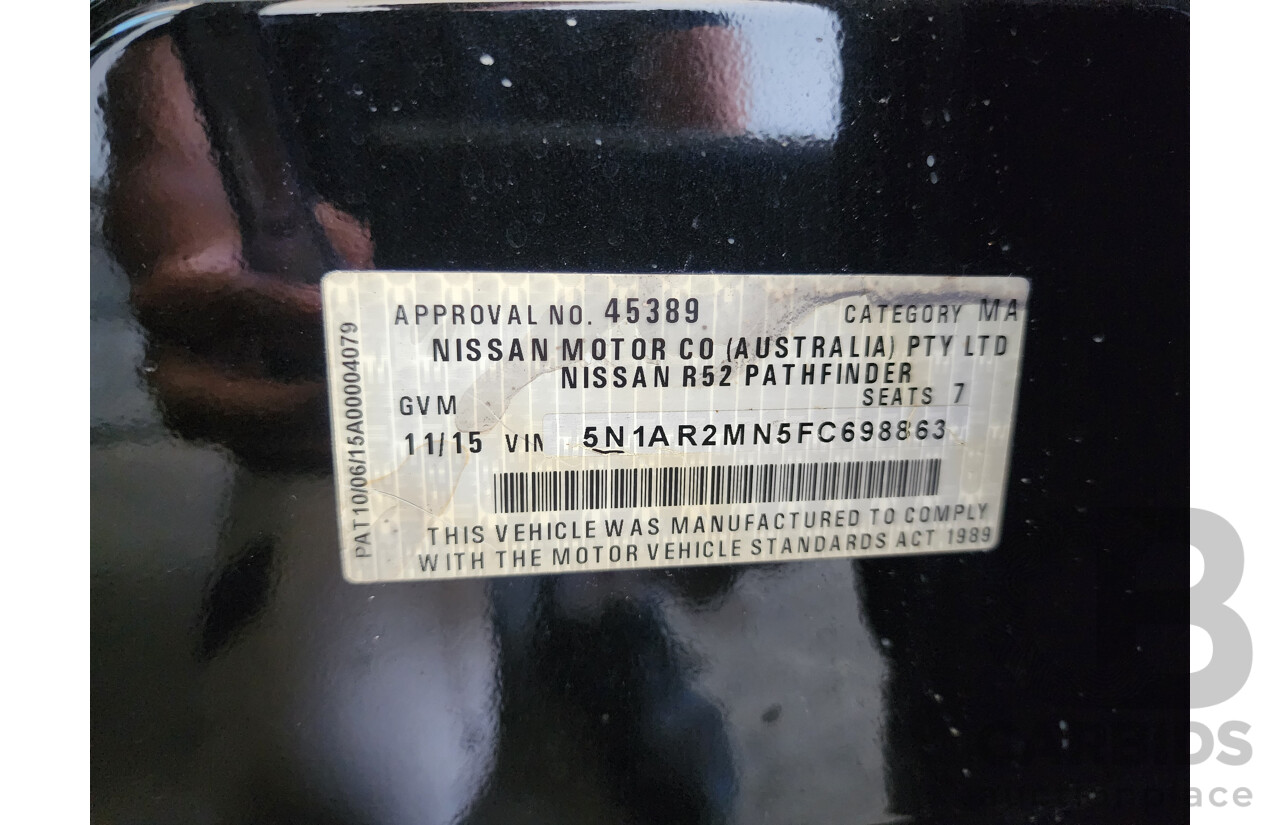 APPROVAL NO. 45389 CATEGORY MA
NISSAN MOTOR CO (AUSTRALIA) PTY LTD
NISSAN R52 PATHFINDER
GVM SEATS 7
11/15 VIN 5N1AR2MN5FC698863
THIS VEHICLE WAS MANUFACTURED TO COMPLY
WITH THE MOTOR VEHICLE STANDARDS ACT 1989
PAT10/06/15A00004079